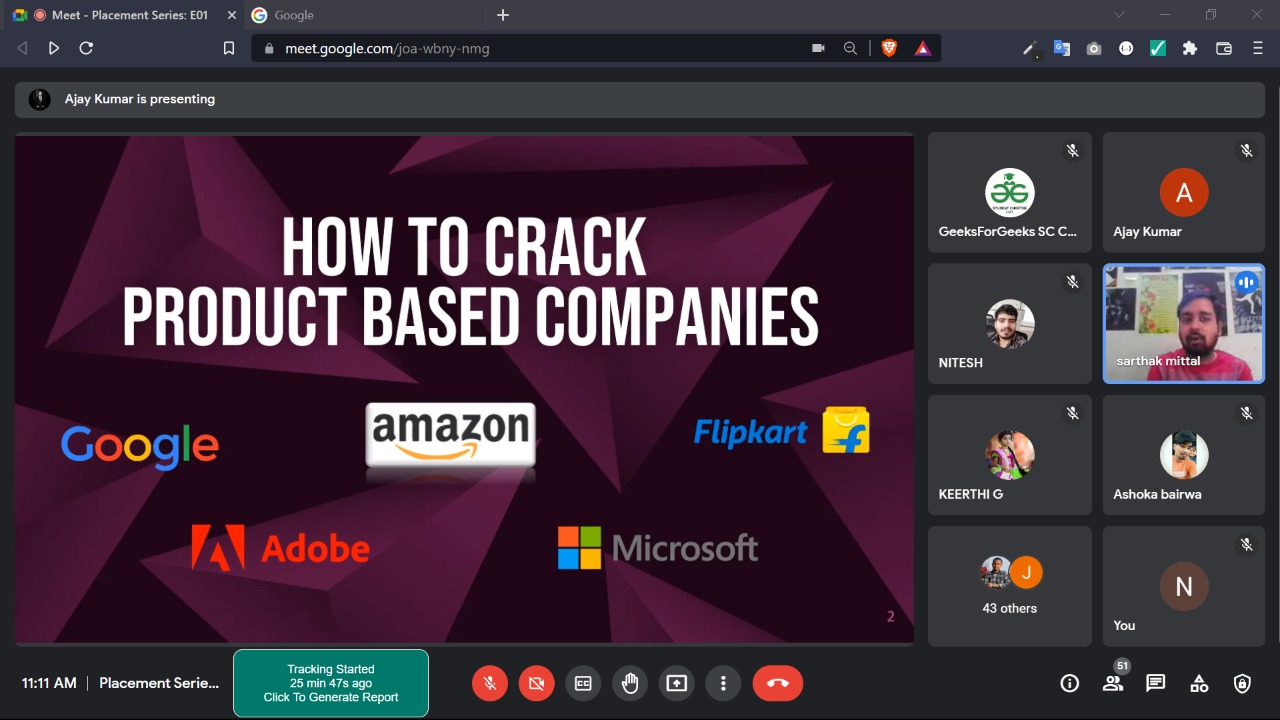 Meet - Placement Series: E01
Google
meet.google.com/joa-wbny-nmg
Ajay Kumar is presenting
HOW TO CRACK
PRODUCT BASED COMPANIES
Google
amazon
Flipkart
Adobe
Microsoft
2
GeeksForGeeks SC C...
A
Ajay Kumar
NITESH
sarthak mittal
KEERTHI G
Ashoka bairwa
J
43 others
N
You
11:11 AM
Placement Serie...
Tracking Started
25 min 47s ago
Click To Generate Report
51